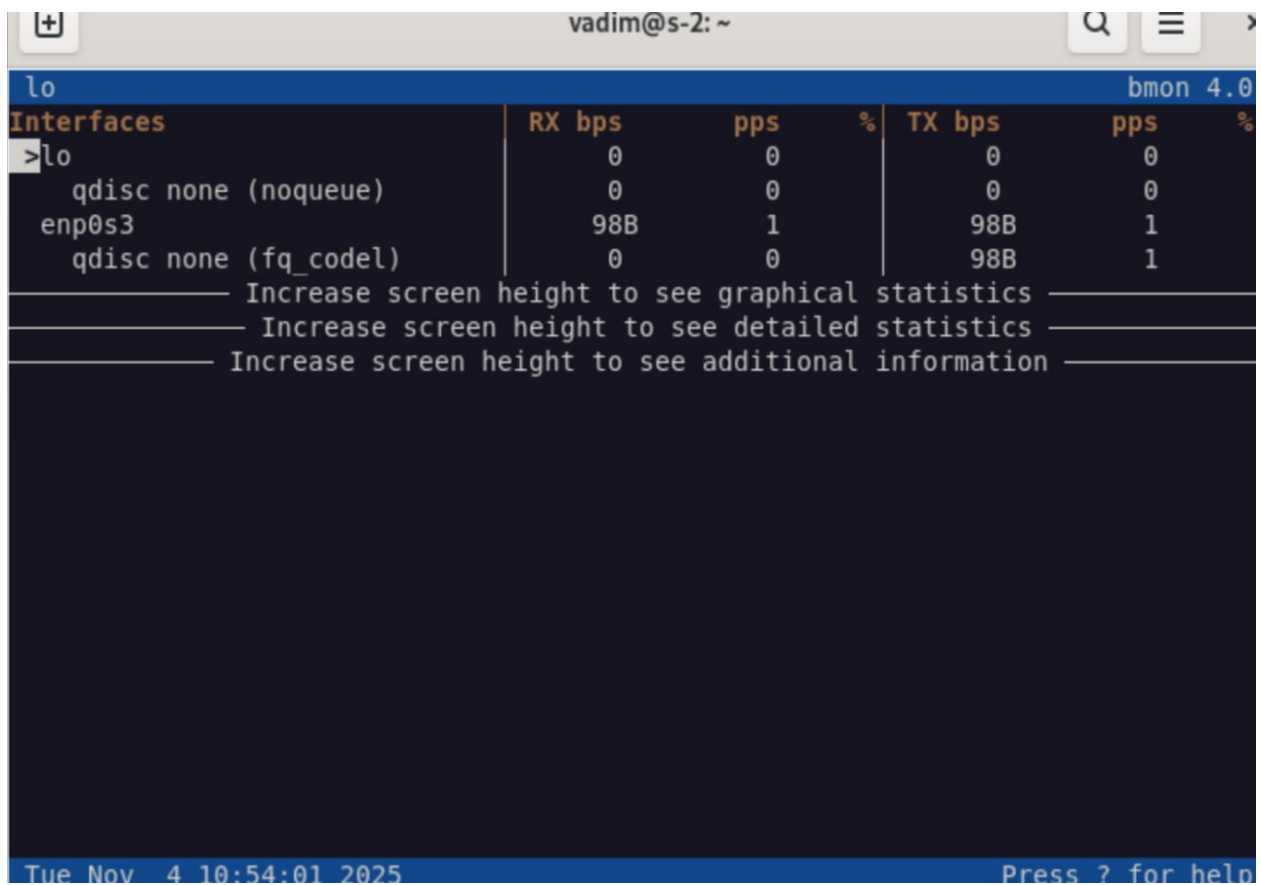 vadim@s-2: ~
lo bmon 4.0
Interfaces RX bps pps % TX bps pps %
>lo 0 0 0 0
qdisc none (noqueue) 0 0 0 0
enp0s3 98B 1 98B 1
qdisc none (fq_codel) 0 0 98B 1
Increase screen height to see graphical statistics
Increase screen height to see detailed statistics
Increase screen height to see additional information
Tue Nov 4 10:54:01 2025 Press ? for help